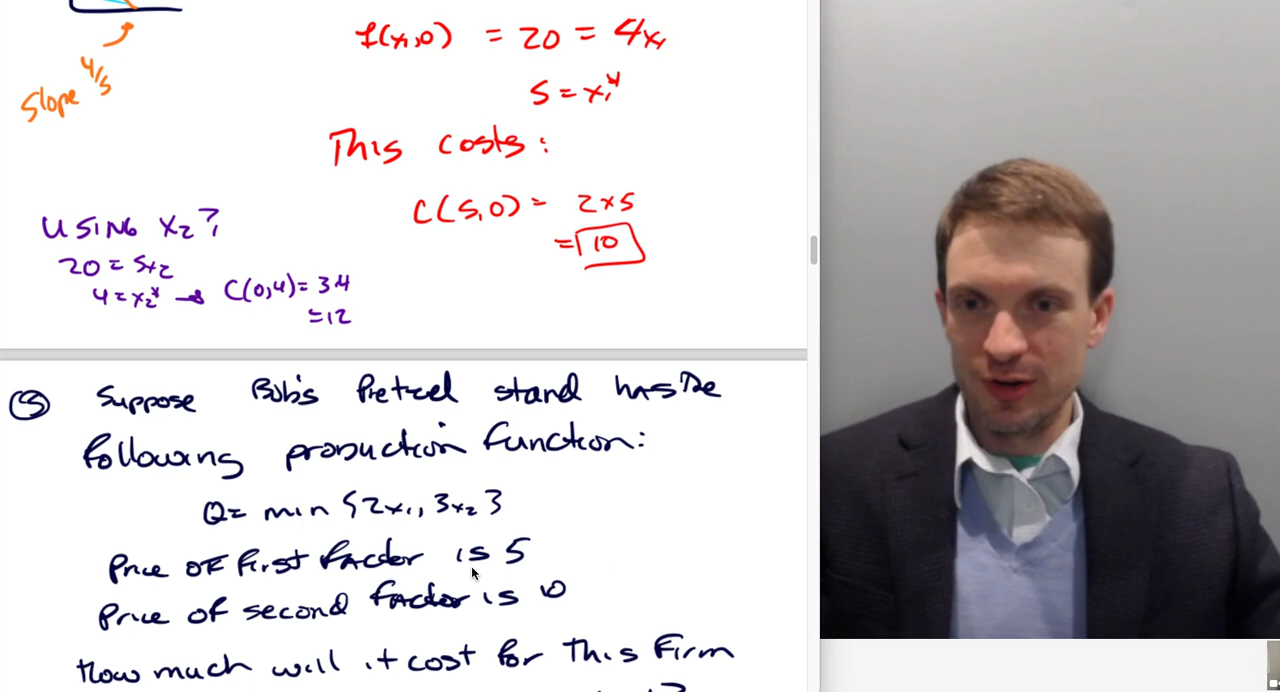 f(x,0) = 20 = 4x₁
slope 4/5
5 = x₁*
This costs:
C(5,0) = 2×5
= 10
USING x₂?
20 = 5x₂
4 = x₂* → C(0,4) = 3·4
= 12
⑤ Suppose Bob's Pretzel stand has the
following production function:
Q = min {2x₁, 3x₂}
Price of first factor is 5
Price of second factor is 10
How much will it cost for this firm